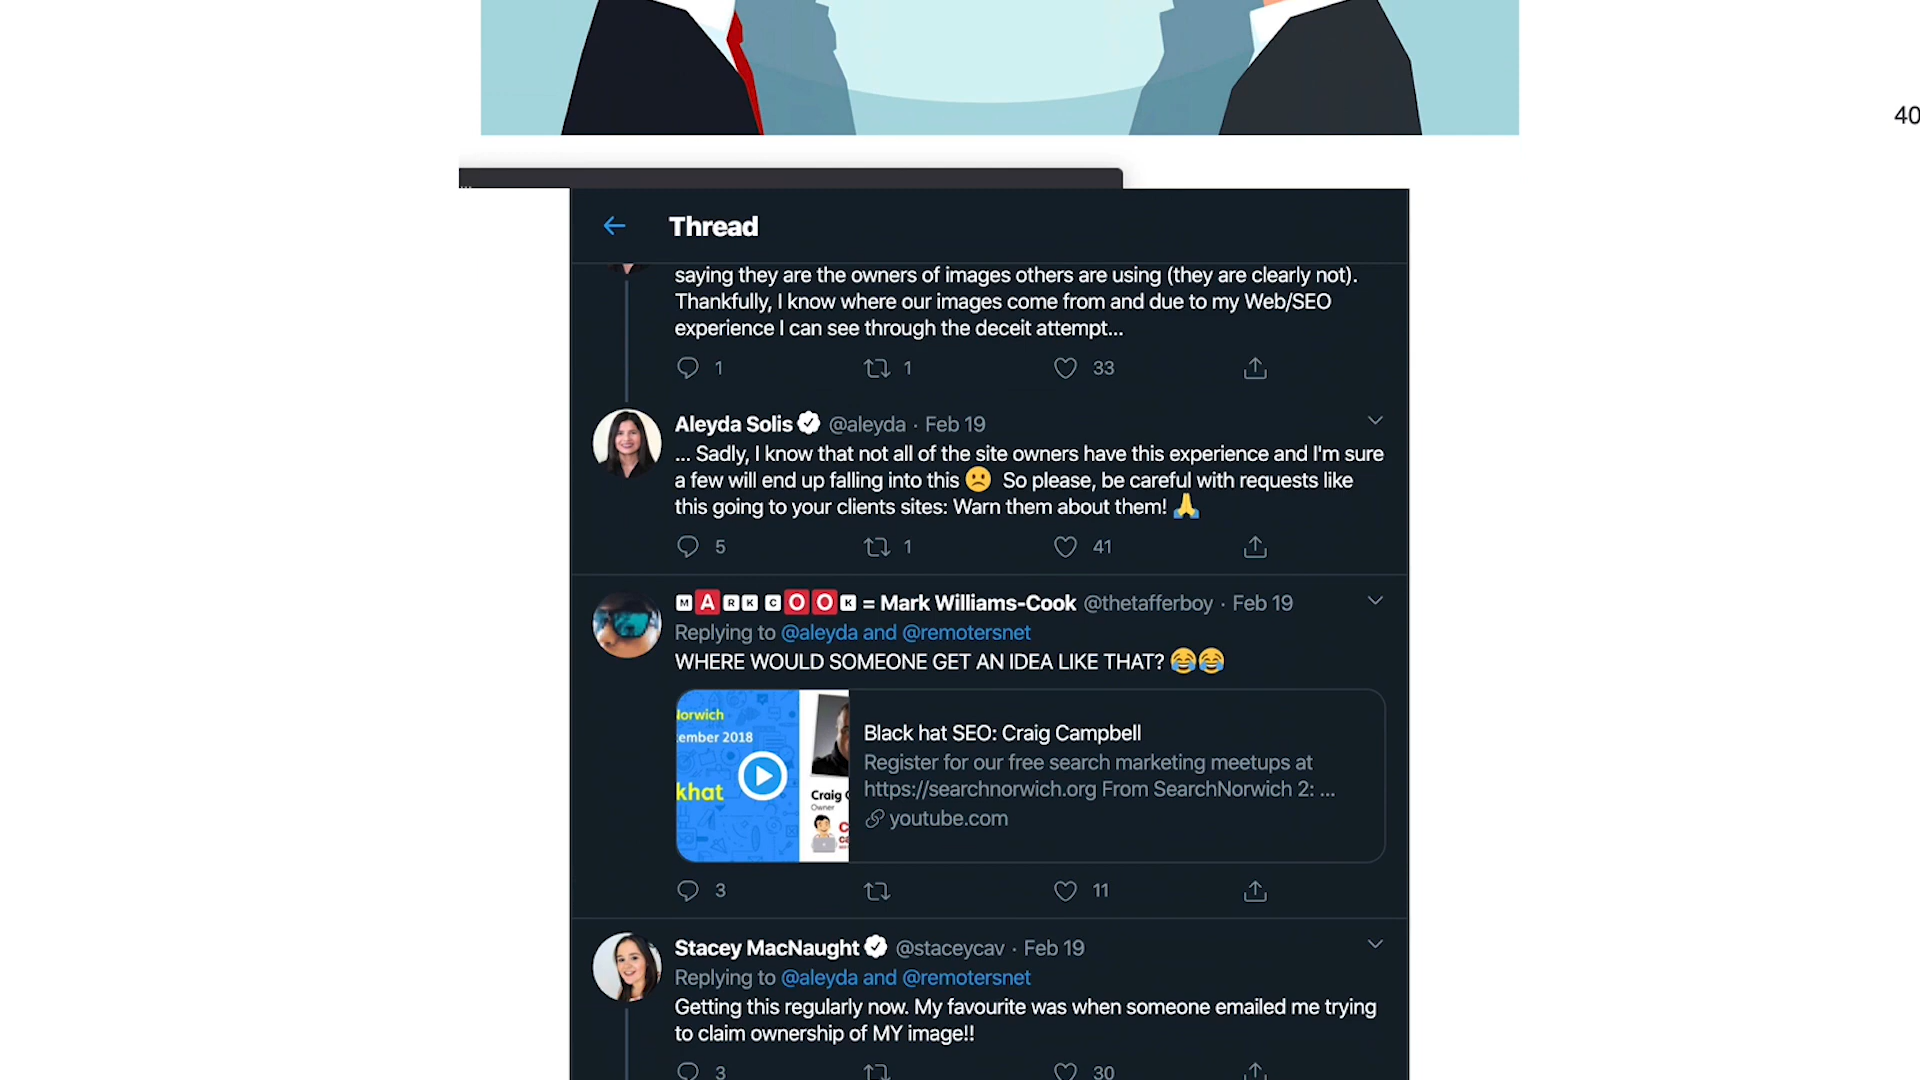 40
...
Thread
saying they are the owners of images others are using (they are clearly not).
Thankfully, I know where our images come from and due to my Web/SEO
experience I can see through the deceit attempt...
1 1 33
Aleyda Solis @aleyda · Feb 19
... Sadly, I know that not all of the site owners have this experience and I'm sure
a few will end up falling into this 🙁 So please, be careful with requests like
this going to your clients sites: Warn them about them! 🙏
5 1 41
MARK COOK = Mark Williams-Cook @thetafferboy · Feb 19
Replying to @aleyda and @remotersnet
WHERE WOULD SOMEONE GET AN IDEA LIKE THAT? 😂😂
lorwich
ember 2018
khat
Craig
Owner
Black hat SEO: Craig Campbell
Register for our free search marketing meetups at
https://searchnorwich.org From SearchNorwich 2: ...
youtube.com
3 11
Stacey MacNaught @staceycav · Feb 19
Replying to @aleyda and @remotersnet
Getting this regularly now. My favourite was when someone emailed me trying
to claim ownership of MY image!!
3 30